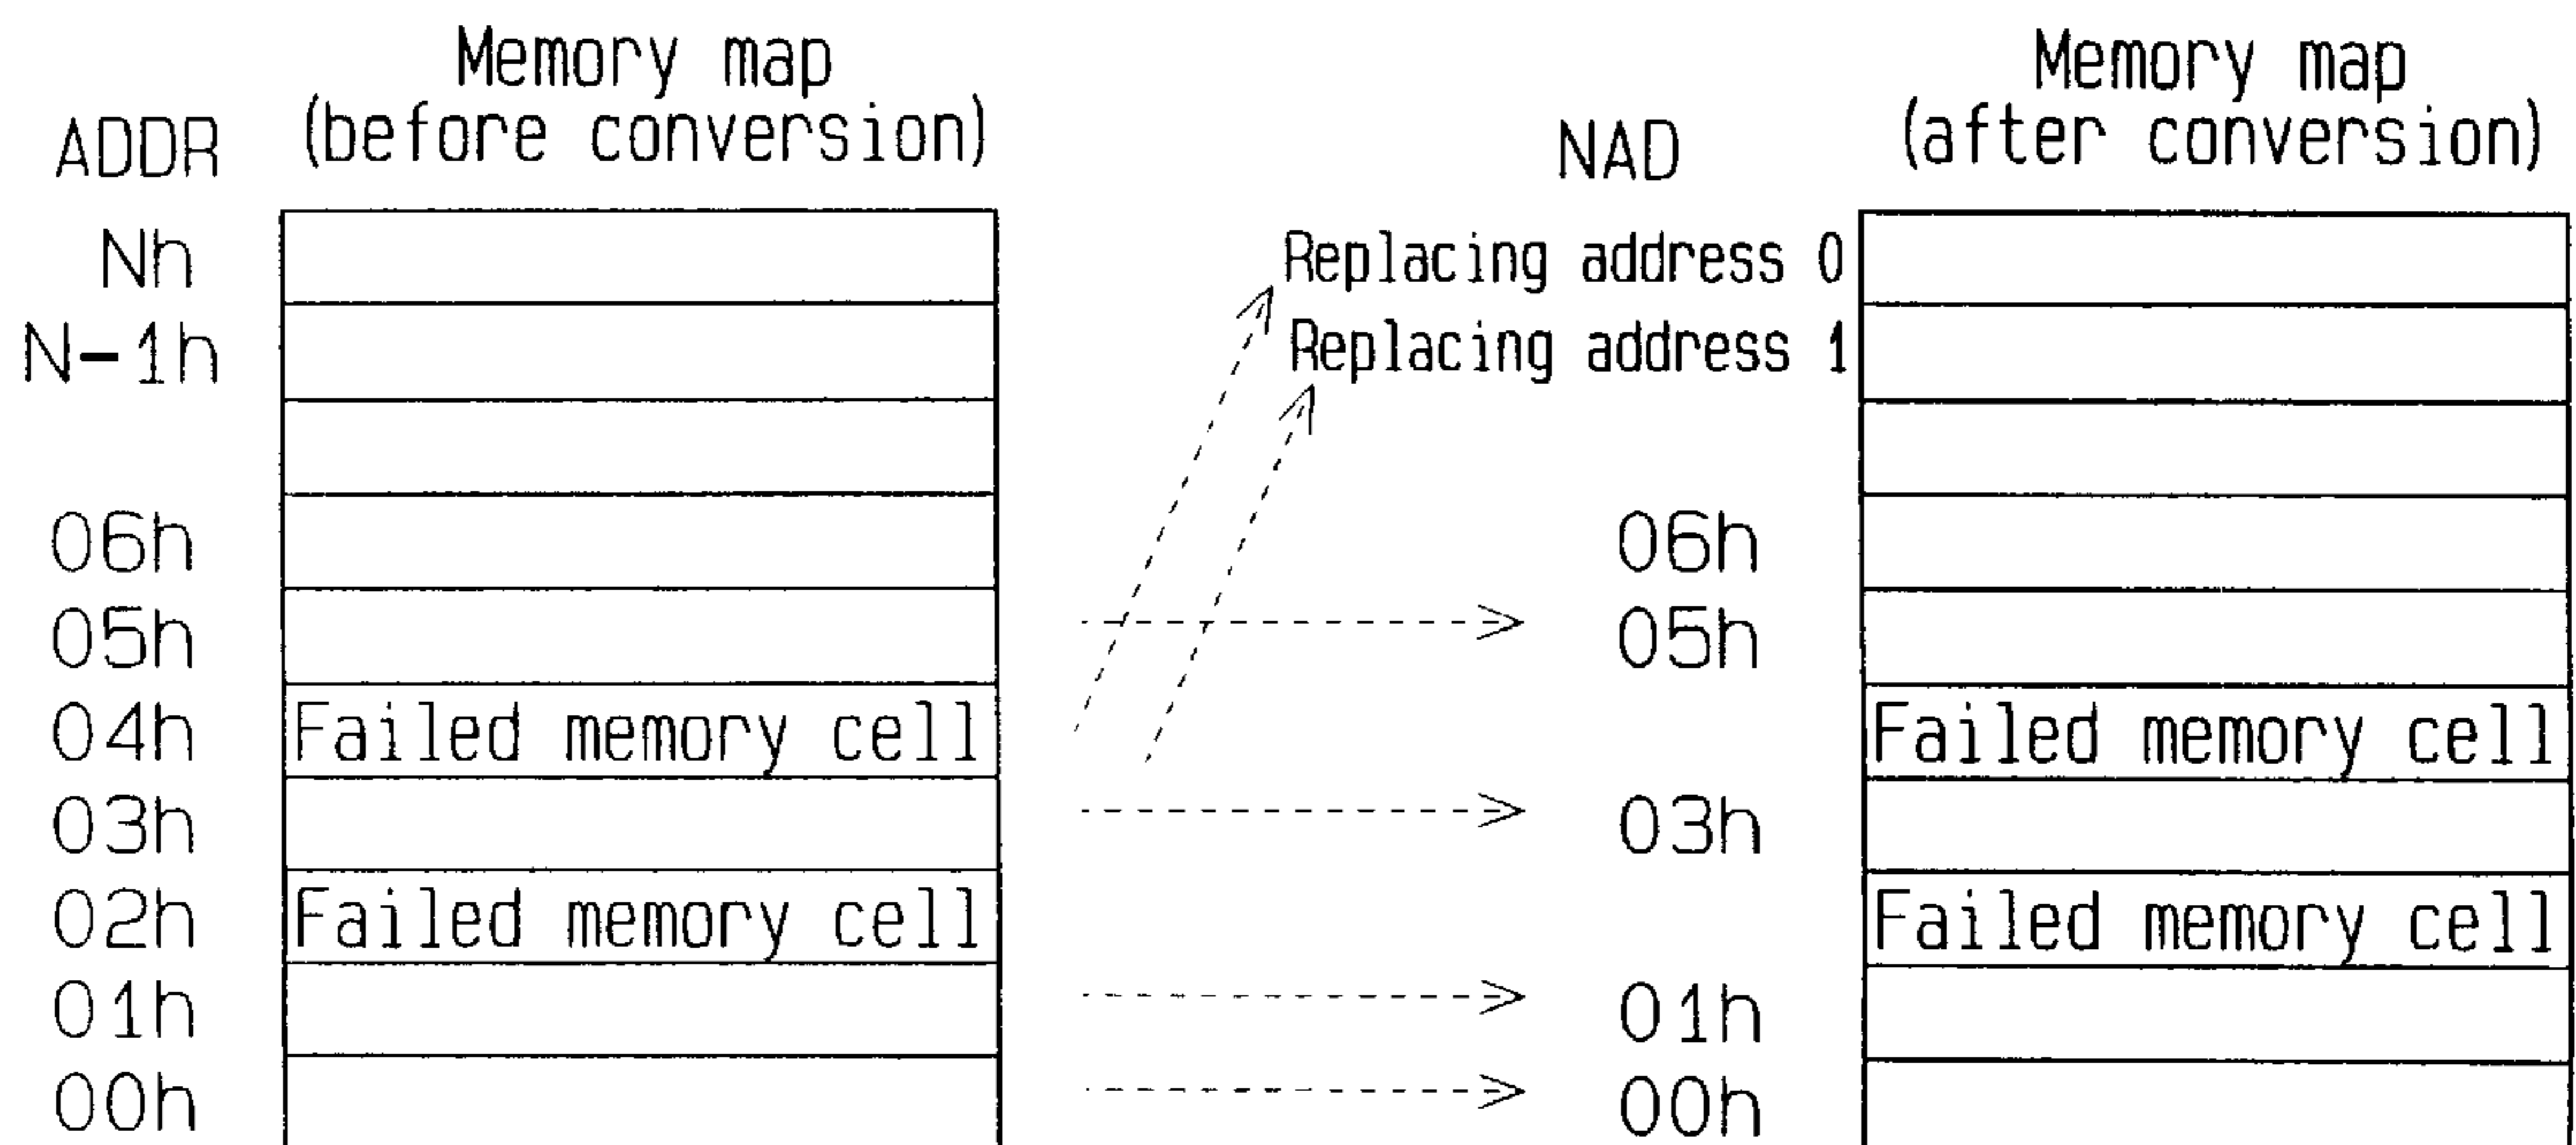 Memory map
(before conversion)
ADDR
Memory map
(after conversion)
NAD
Nh
Replacing address 0
N-1h
Replacing address 1
06h
06h
05h
05h
04h Failed memory cell
Failed memory cell
03h
03h
02h Failed memory cell
Failed memory cell
01h
01h
00h
00h